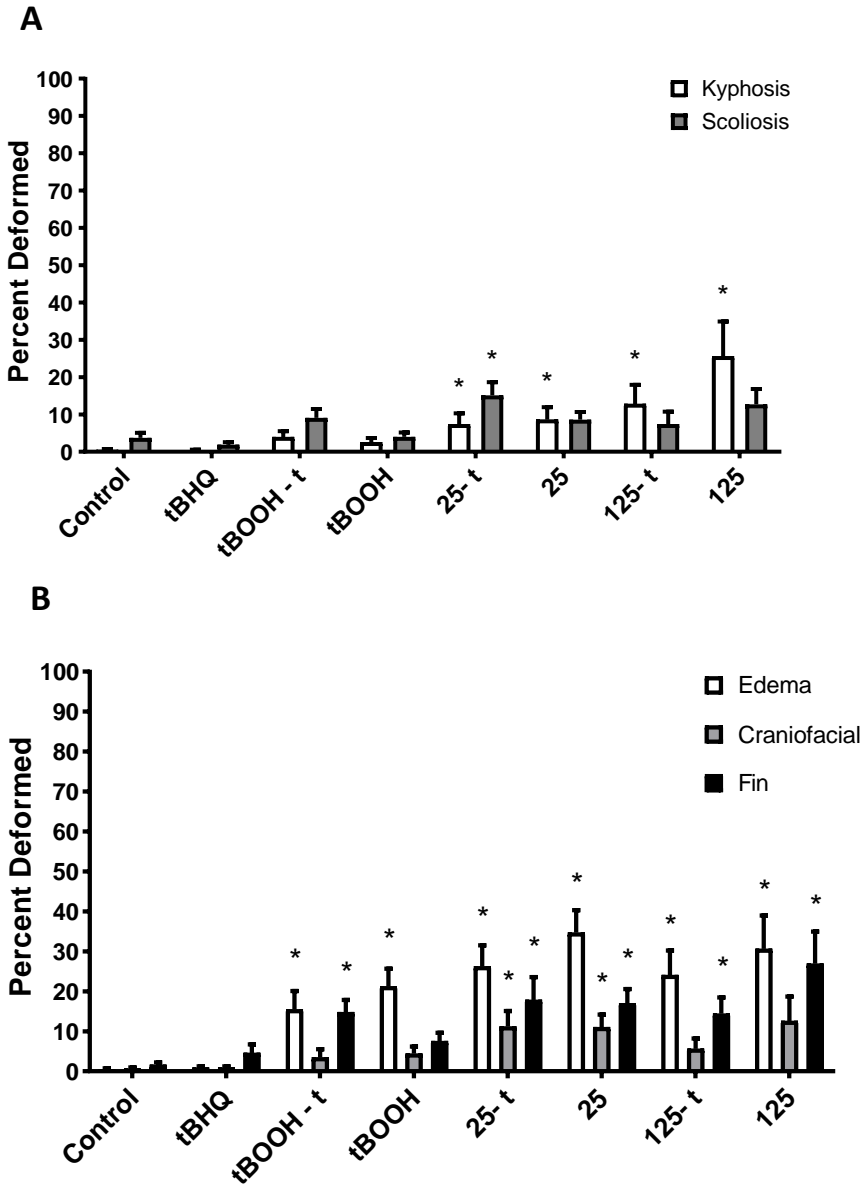 A
100
90
80
70
60
50
40
30
20
10
0
Percent Deformed
Kyphosis
Scoliosis
*
*
*
*
*
Control
tBHQ
tBOOH - t
tBOOH
25- t
25
125- t
125
B
100
90
80
70
60
50
40
30
20
10
0
Percent Deformed
Edema
Craniofacial
Fin
*
*
*
*
*
*
*
*
*
*
*
*
*
Control
tBHQ
tBOOH - t
tBOOH
25- t
25
125- t
125